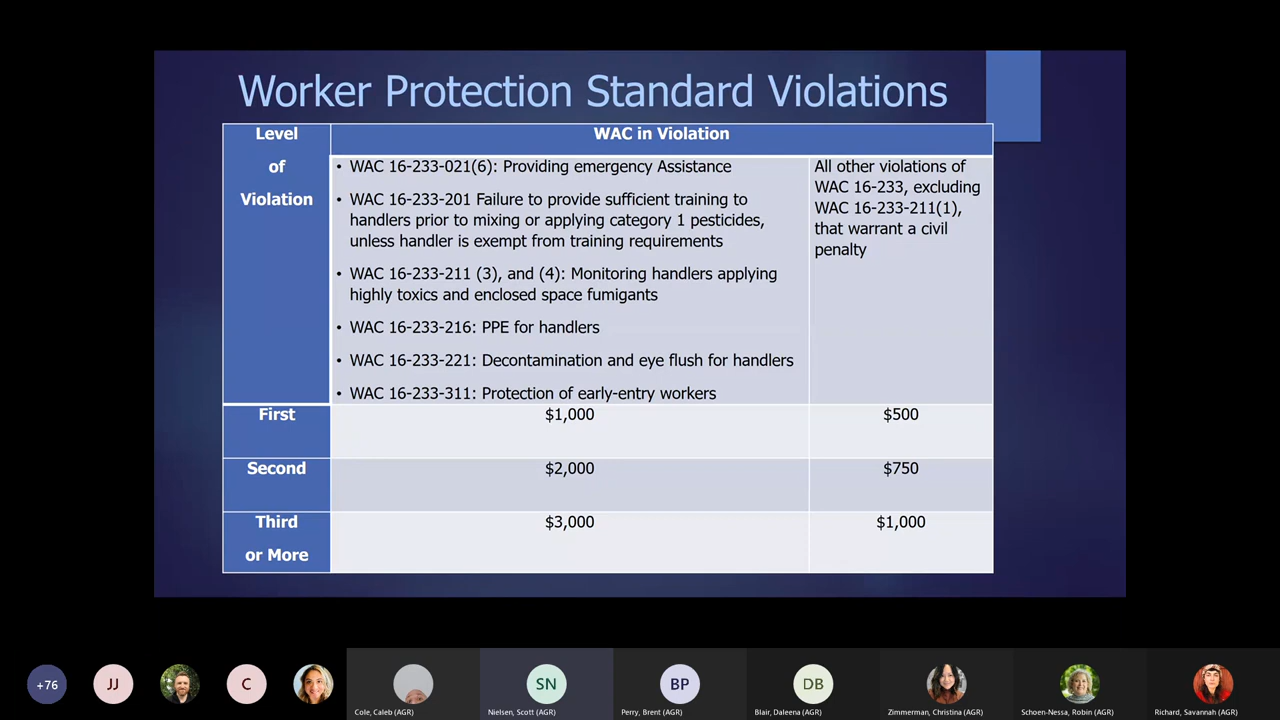 Worker Protection Standard Violations
Level
of
Violation
WAC in Violation
• WAC 16-233-021(6): Providing emergency Assistance
• WAC 16-233-201 Failure to provide sufficient training to
handlers prior to mixing or applying category 1 pesticides,
unless handler is exempt from training requirements
• WAC 16-233-211 (3), and (4): Monitoring handlers applying
highly toxics and enclosed space fumigants
• WAC 16-233-216: PPE for handlers
• WAC 16-233-221: Decontamination and eye flush for handlers
• WAC 16-233-311: Protection of early-entry workers
All other violations of
WAC 16-233, excluding
WAC 16-233-211(1),
that warrant a civil
penalty
First
$1,000
$500
Second
$2,000
$750
Third
or More
$3,000
$1,000
+76
JJ
C
SN
BP
DB
Cole, Caleb (AGR)
Nielsen, Scott (AGR)
Perry, Brent (AGR)
Blair, Daleena (AGR)
Zimmerman, Christina (AGR)
Schoen-Nessa, Robin (AGR)
Richard, Savannah (AGR)